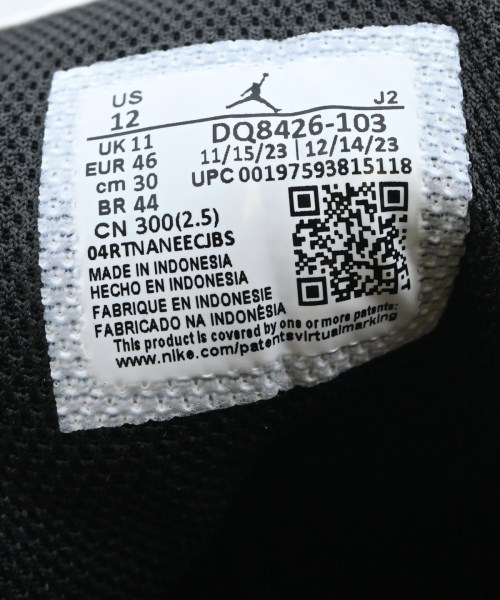 US
12
J2
UK 11
EUR 46
cm 30
BR 44
CN 300(2.5)
DQ8426-103
11/15/23 | 12/14/23
UPC 00197593815118
04RTNANEECJBS
MADE IN INDONESIA
HECHO EN INDONESIA
FABRIQUE EN INDONESIE
FABRICADO NA INDONÉSIA
This product is covered by one or more patents:
www.nike.com/patentsvirtualmarking